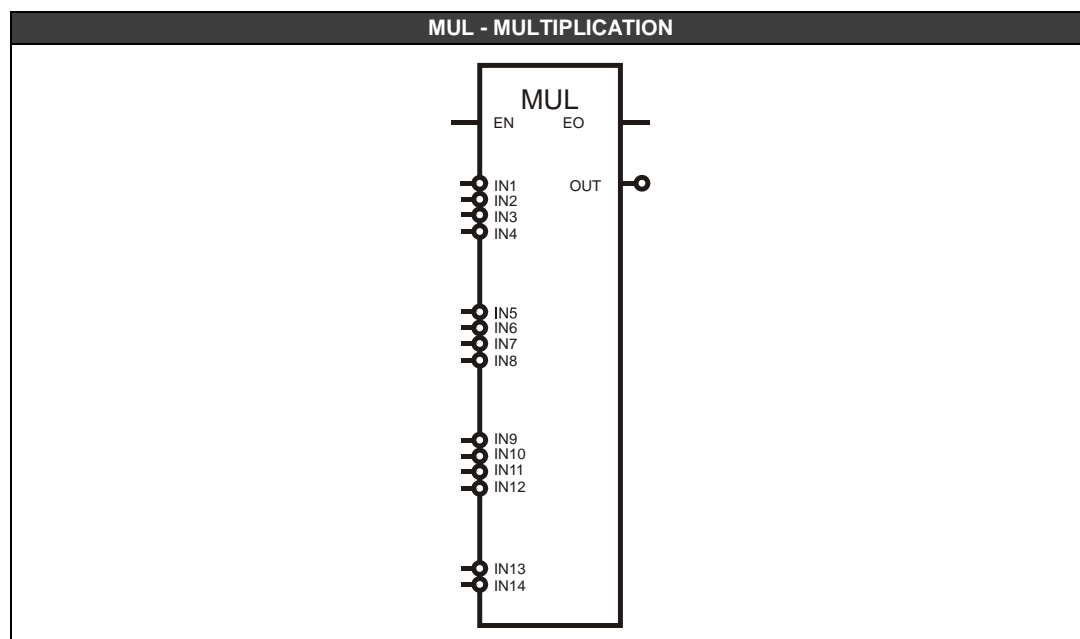 MUL - MULTIPLICATION
MUL
EN EO
IN1 OUT
IN2
IN3
IN4
IN5
IN6
IN7
IN8
IN9
IN10
IN11
IN12
IN13
IN14